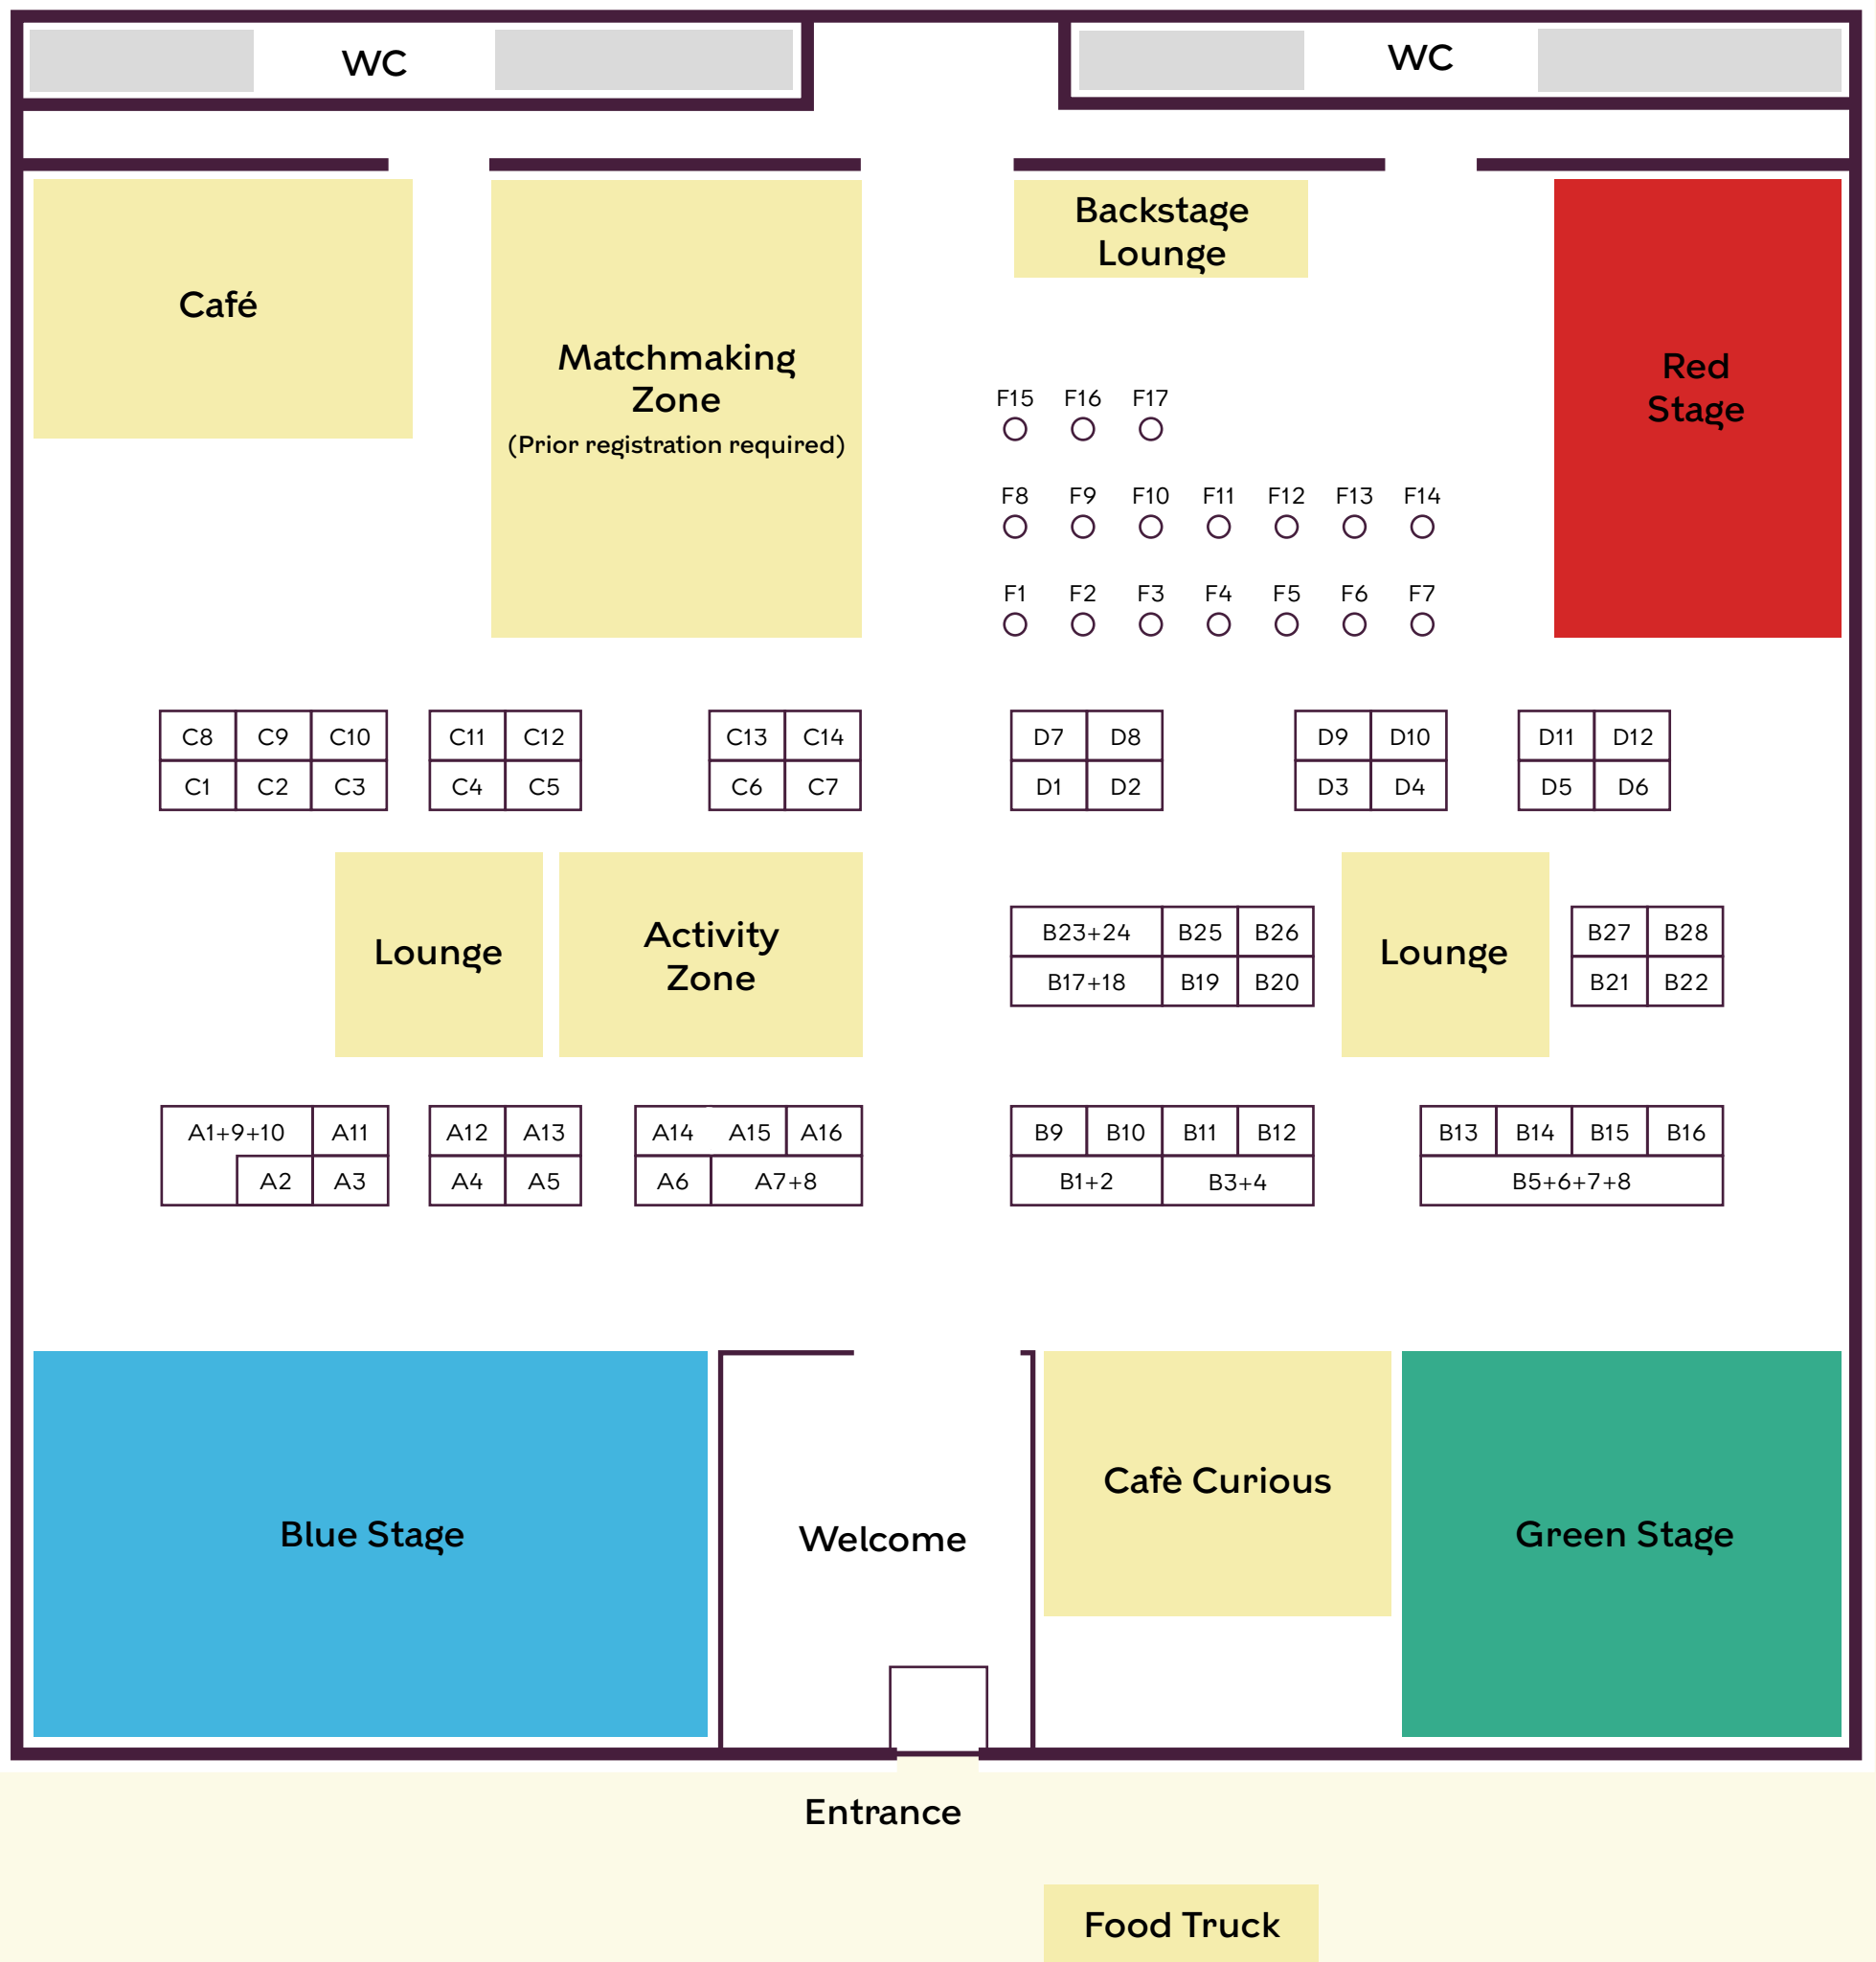 WC
WC
Café
Matchmaking
Zone
(Prior registration required)
Backstage
Lounge
Red
Stage
F15 F16 F17
F8 F9 F10 F11 F12 F13 F14
F1 F2 F3 F4 F5 F6 F7
C8 C9 C10 C11 C12 C13 C14 D7 D8 D9 D10 D11 D12
C1 C2 C3 C4 C5 C6 C7 D1 D2 D3 D4 D5 D6
Lounge
Activity
Zone
B23+24 B25 B26
B17+18 B19 B20
Lounge
B27 B28
B21 B22
A1+9+10 A11 A12 A13 A14 A15 A16 B9 B10 B11 B12 B13 B14 B15 B16
A2 A3 A4 A5 A6 A7+8 B1+2 B3+4 B5+6+7+8
Blue Stage
Welcome
Cafè Curious
Green Stage
Entrance
Food Truck